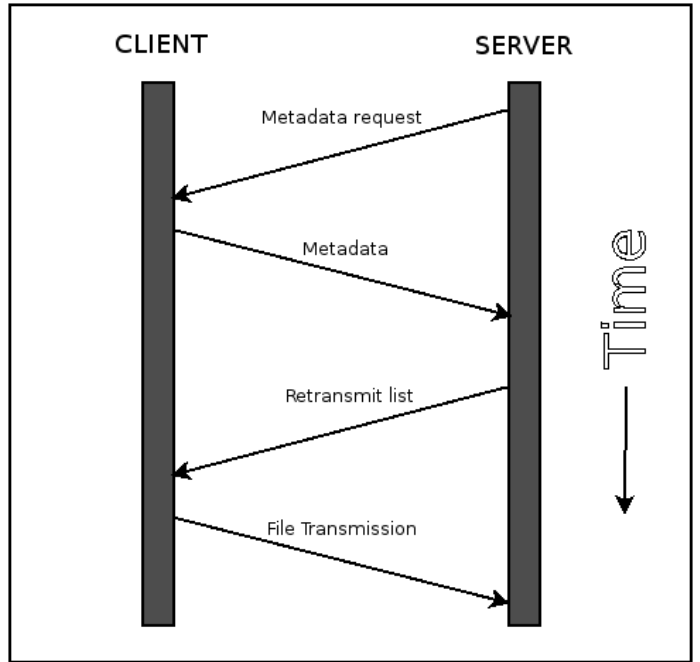 CLIENT
SERVER
Metadata request
Metadata
Time
Retransmit list
File Transmission